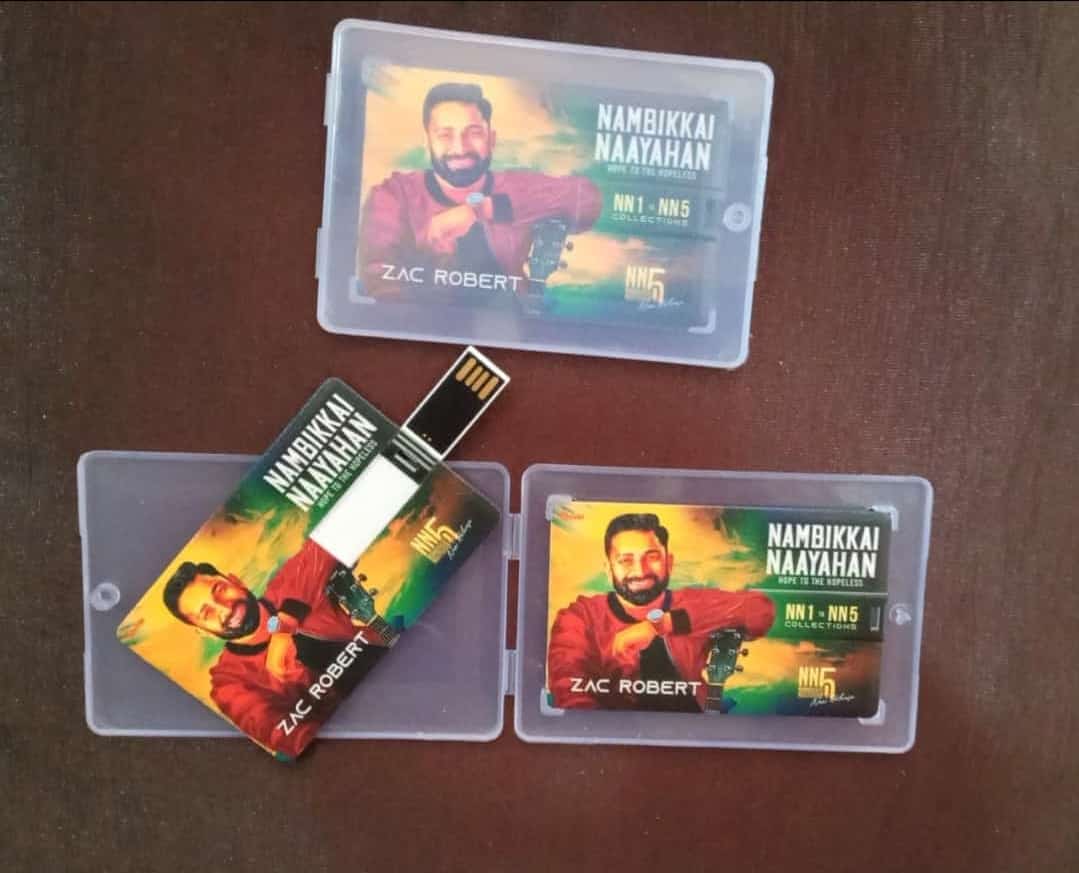 NAMBIKKAI
NAAYAHAN
HOPE TO THE HOPELESS
NN1 TO NN5
COLLECTIONS
ZAC ROBERT
NN5
NAMBIKKAI
NAAYAHAN
HOPE TO THE HOPELESS
NN5
ZAC ROBERT
NAMBIKKAI
NAAYAHAN
HOPE TO THE HOPELESS
NN1 TO NN5
COLLECTIONS
ZAC ROBERT
NN5